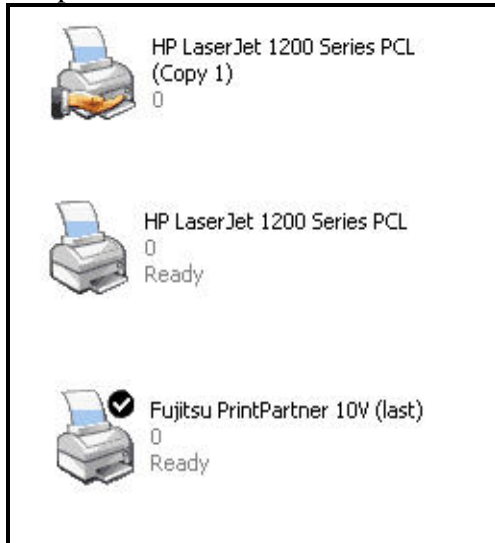 HP LaserJet 1200 Series PCL
(Copy 1)
0
HP LaserJet 1200 Series PCL
0
Ready
Fujitsu PrintPartner 10V (last)
0
Ready